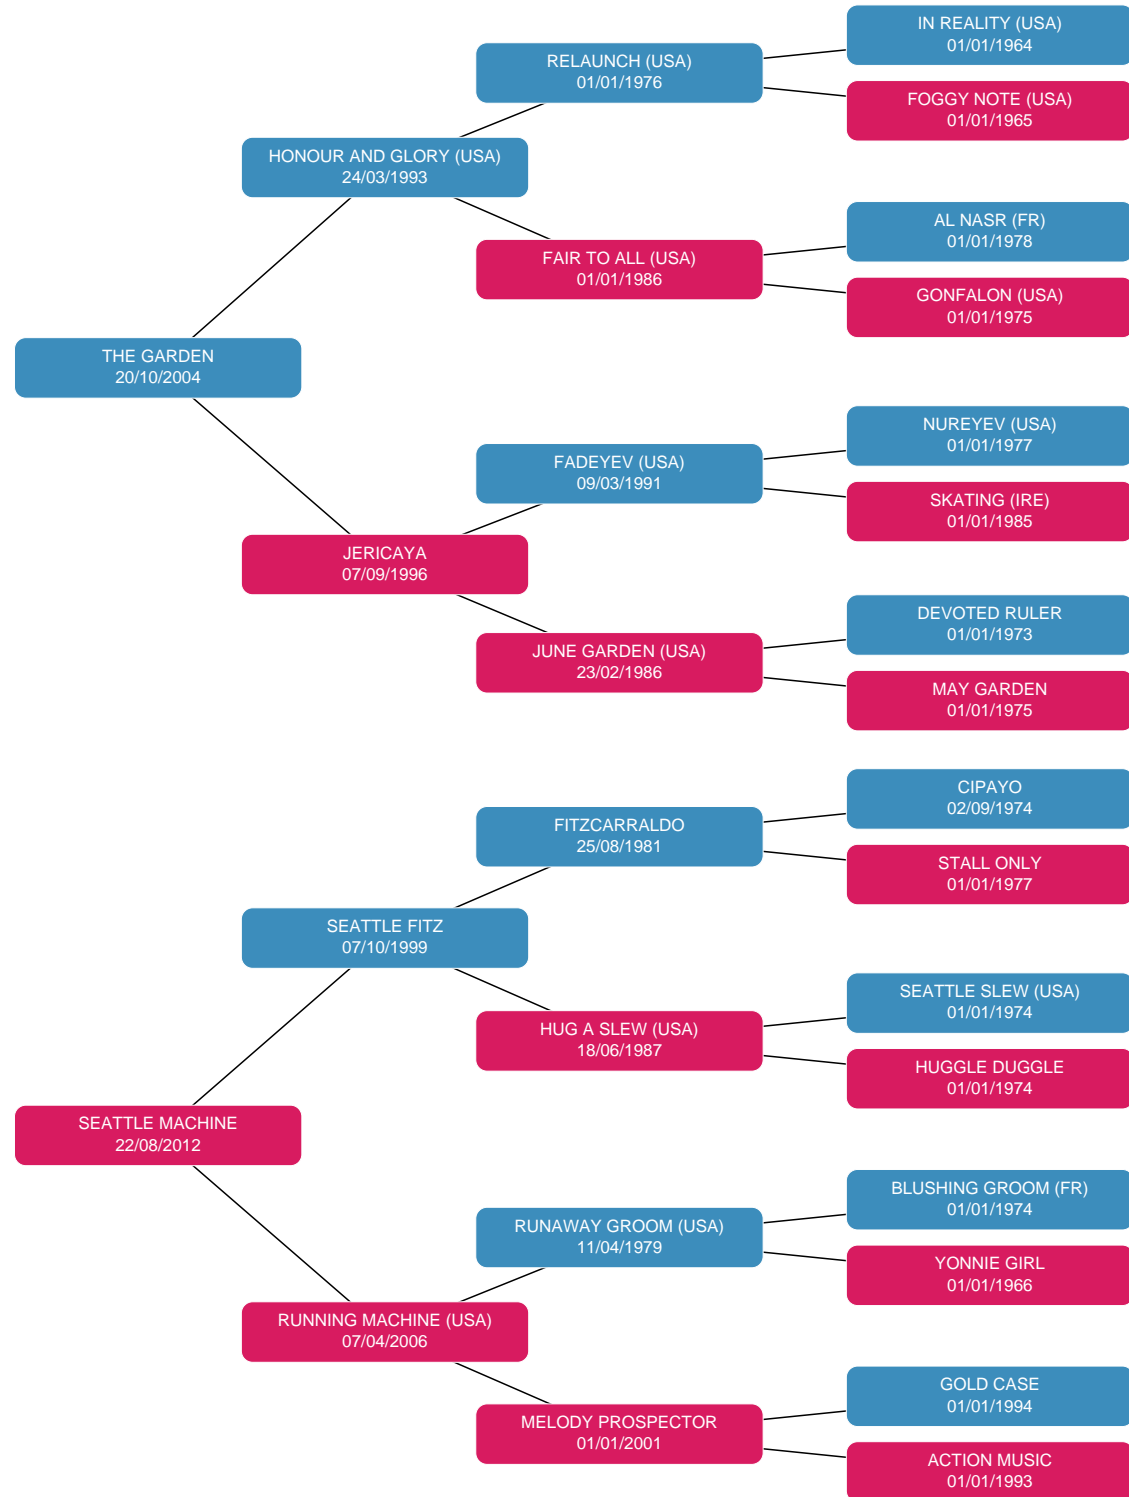 IN REALITY (USA)
01/01/1964
RELAUNCH (USA)
01/01/1976
FOGGY NOTE (USA)
01/01/1965
HONOUR AND GLORY (USA)
24/03/1993
AL NASR (FR)
01/01/1978
FAIR TO ALL (USA)
01/01/1986
GONFALON (USA)
01/01/1975
THE GARDEN
20/10/2004
NUREYEV (USA)
01/01/1977
FADEYEV (USA)
09/03/1991
SKATING (IRE)
01/01/1985
JERICAYA
07/09/1996
DEVOTED RULER
01/01/1973
JUNE GARDEN (USA)
23/02/1986
MAY GARDEN
01/01/1975
CIPAYO
02/09/1974
FITZCARRALDO
25/08/1981
STALL ONLY
01/01/1977
SEATTLE FITZ
07/10/1999
SEATTLE SLEW (USA)
01/01/1974
HUG A SLEW (USA)
18/06/1987
HUGGLE DUGGLE
01/01/1974
SEATTLE MACHINE
22/08/2012
BLUSHING GROOM (FR)
01/01/1974
RUNAWAY GROOM (USA)
11/04/1979
YONNIE GIRL
01/01/1966
RUNNING MACHINE (USA)
07/04/2006
GOLD CASE
01/01/1994
MELODY PROSPECTOR
01/01/2001
ACTION MUSIC
01/01/1993